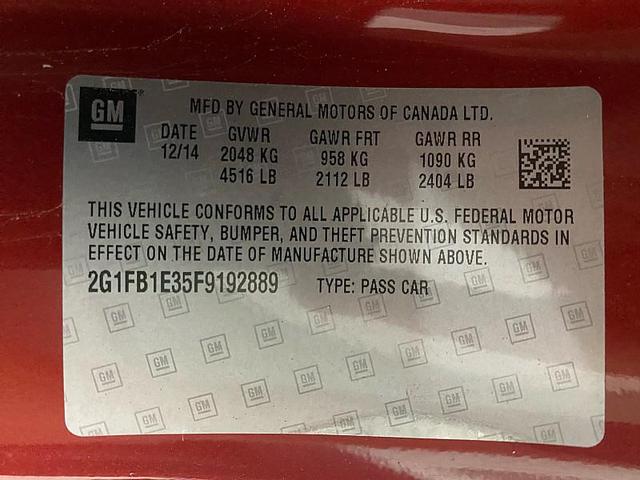 GM MFD BY GENERAL MOTORS OF CANADA LTD.
DATE GVWR GAWR FRT GAWR RR
12/14 2048 KG 958 KG 1090 KG
4516 LB 2112 LB 2404 LB
THIS VEHICLE CONFORMS TO ALL APPLICABLE U.S. FEDERAL MOTOR
VEHICLE SAFETY, BUMPER, AND THEFT PREVENTION STANDARDS IN
EFFECT ON THE DATE OF MANUFACTURE SHOWN ABOVE.
2G1FB1E35F9192889 TYPE: PASS CAR